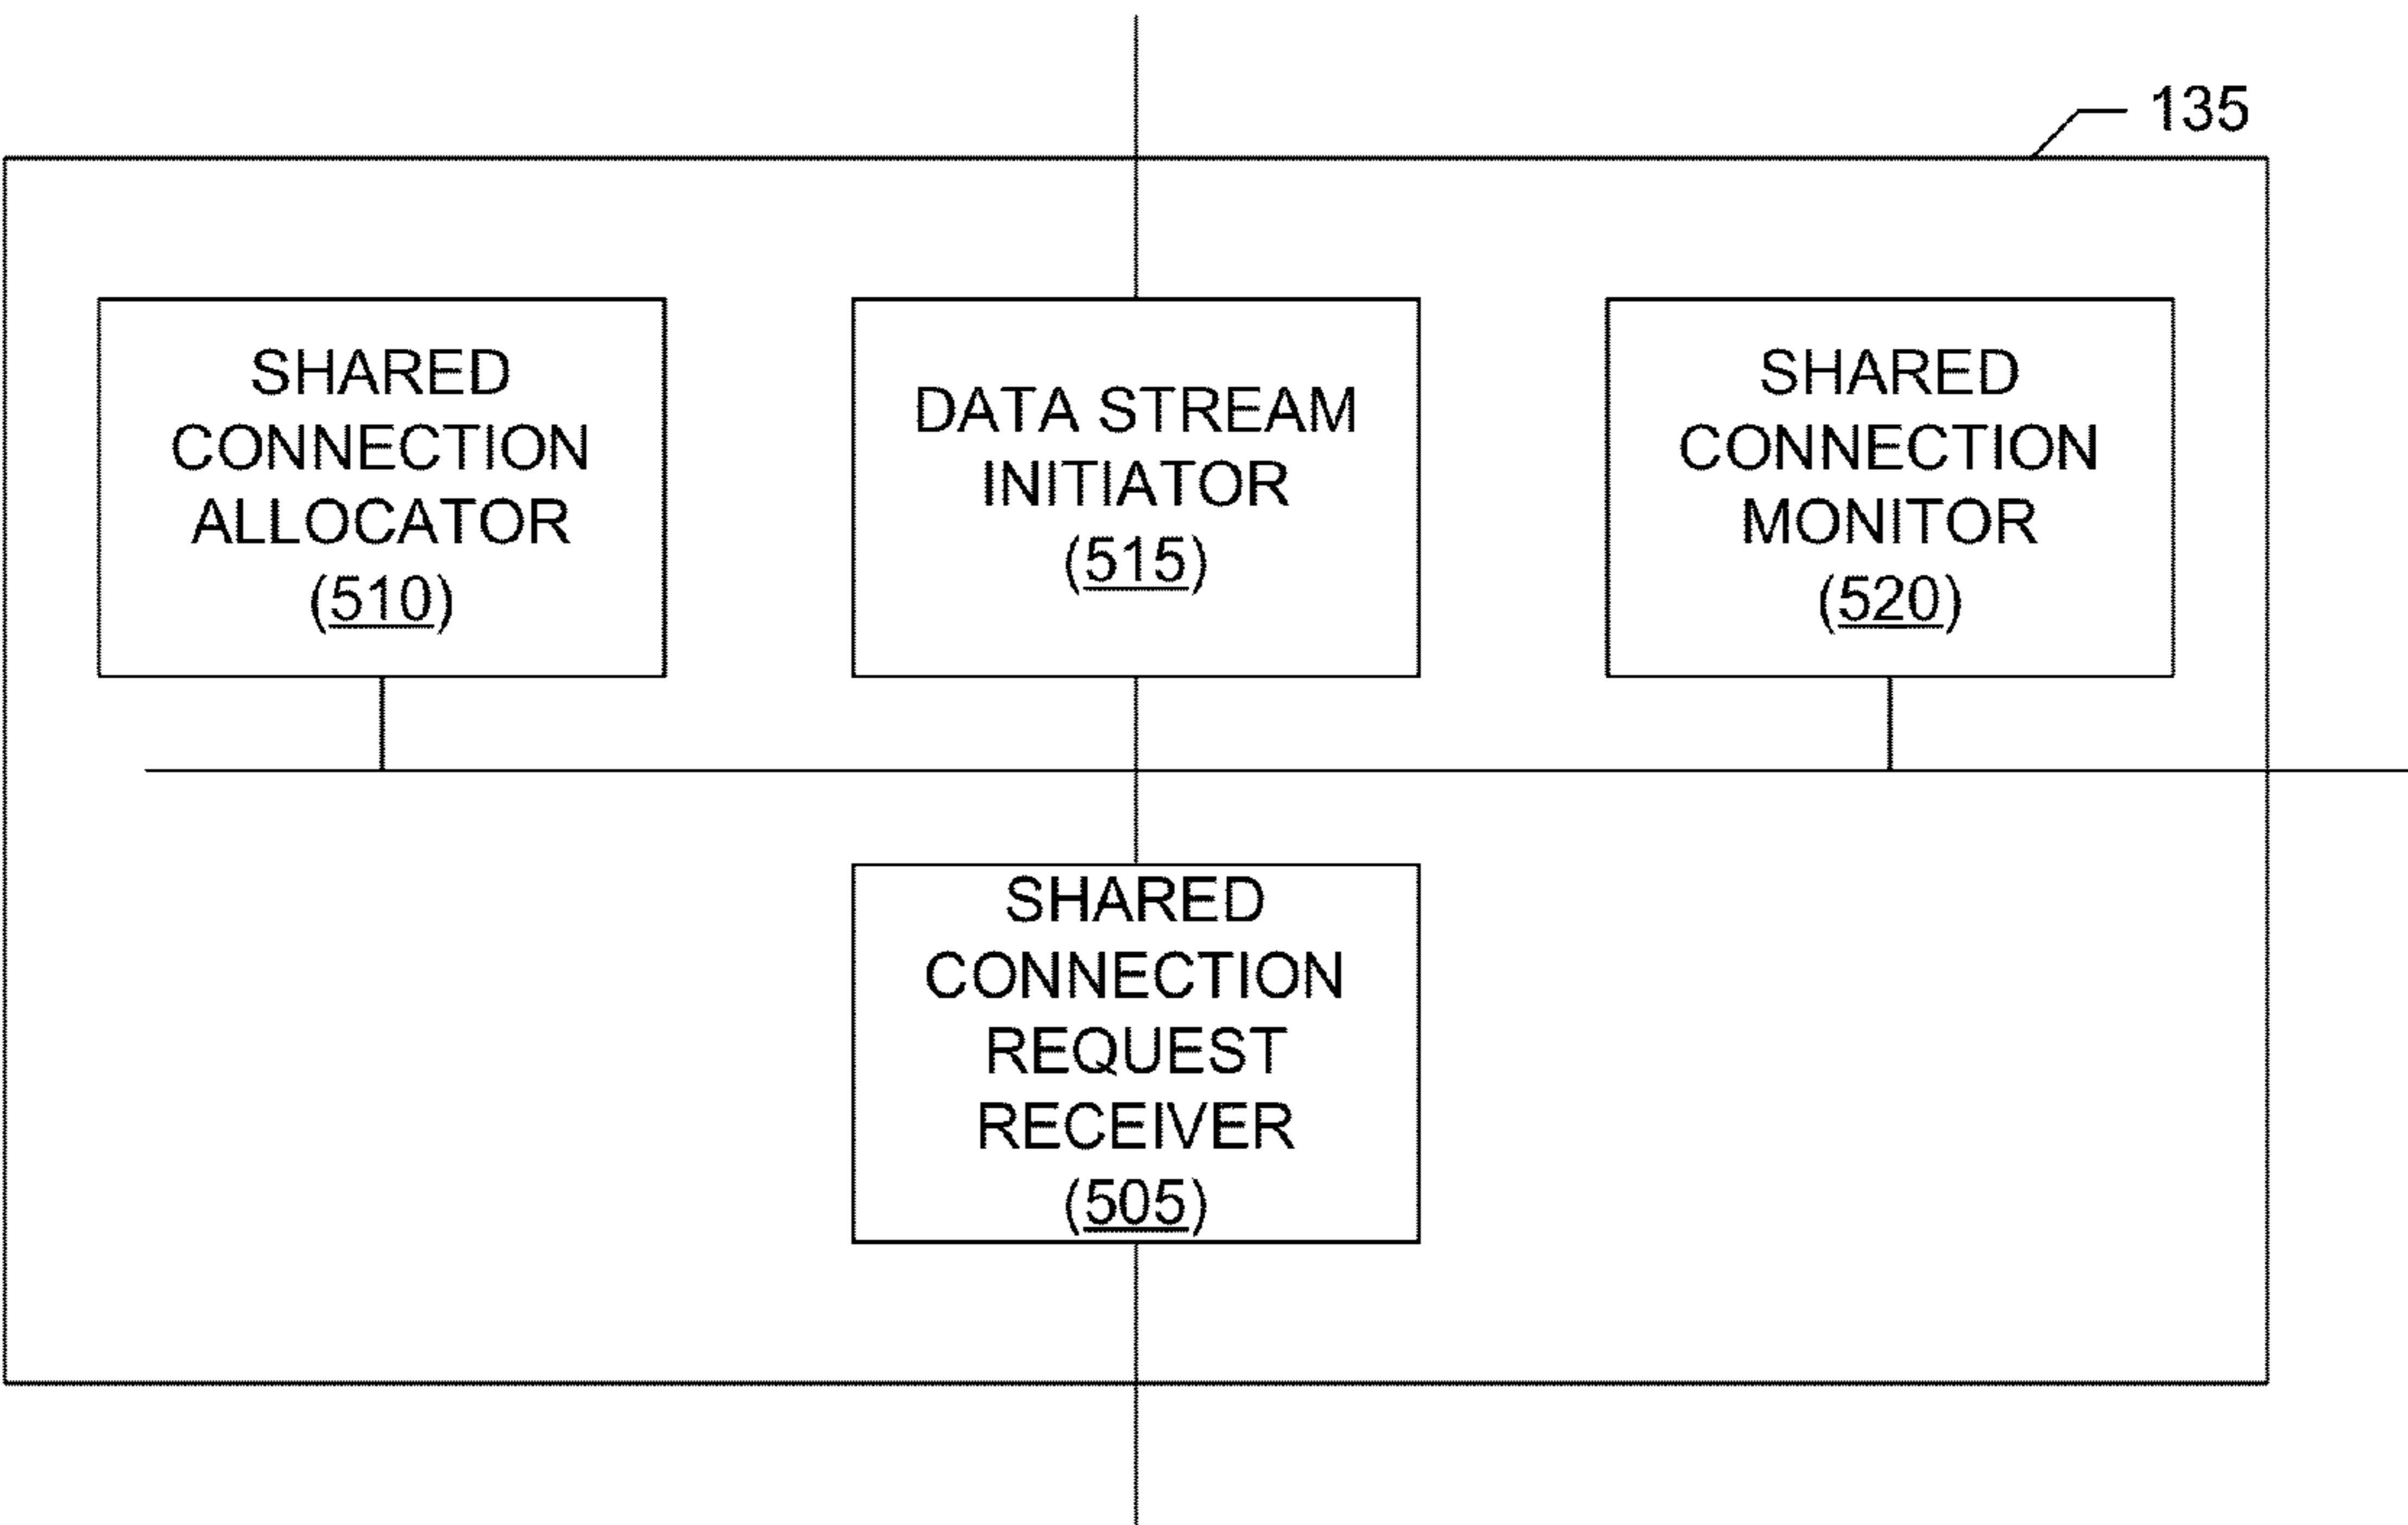 135
SHARED
CONNECTION
ALLOCATOR
(510)
DATA STREAM
INITIATOR
(515)
SHARED
CONNECTION
MONITOR
(520)
SHARED
CONNECTION
REQUEST
RECEIVER
(505)